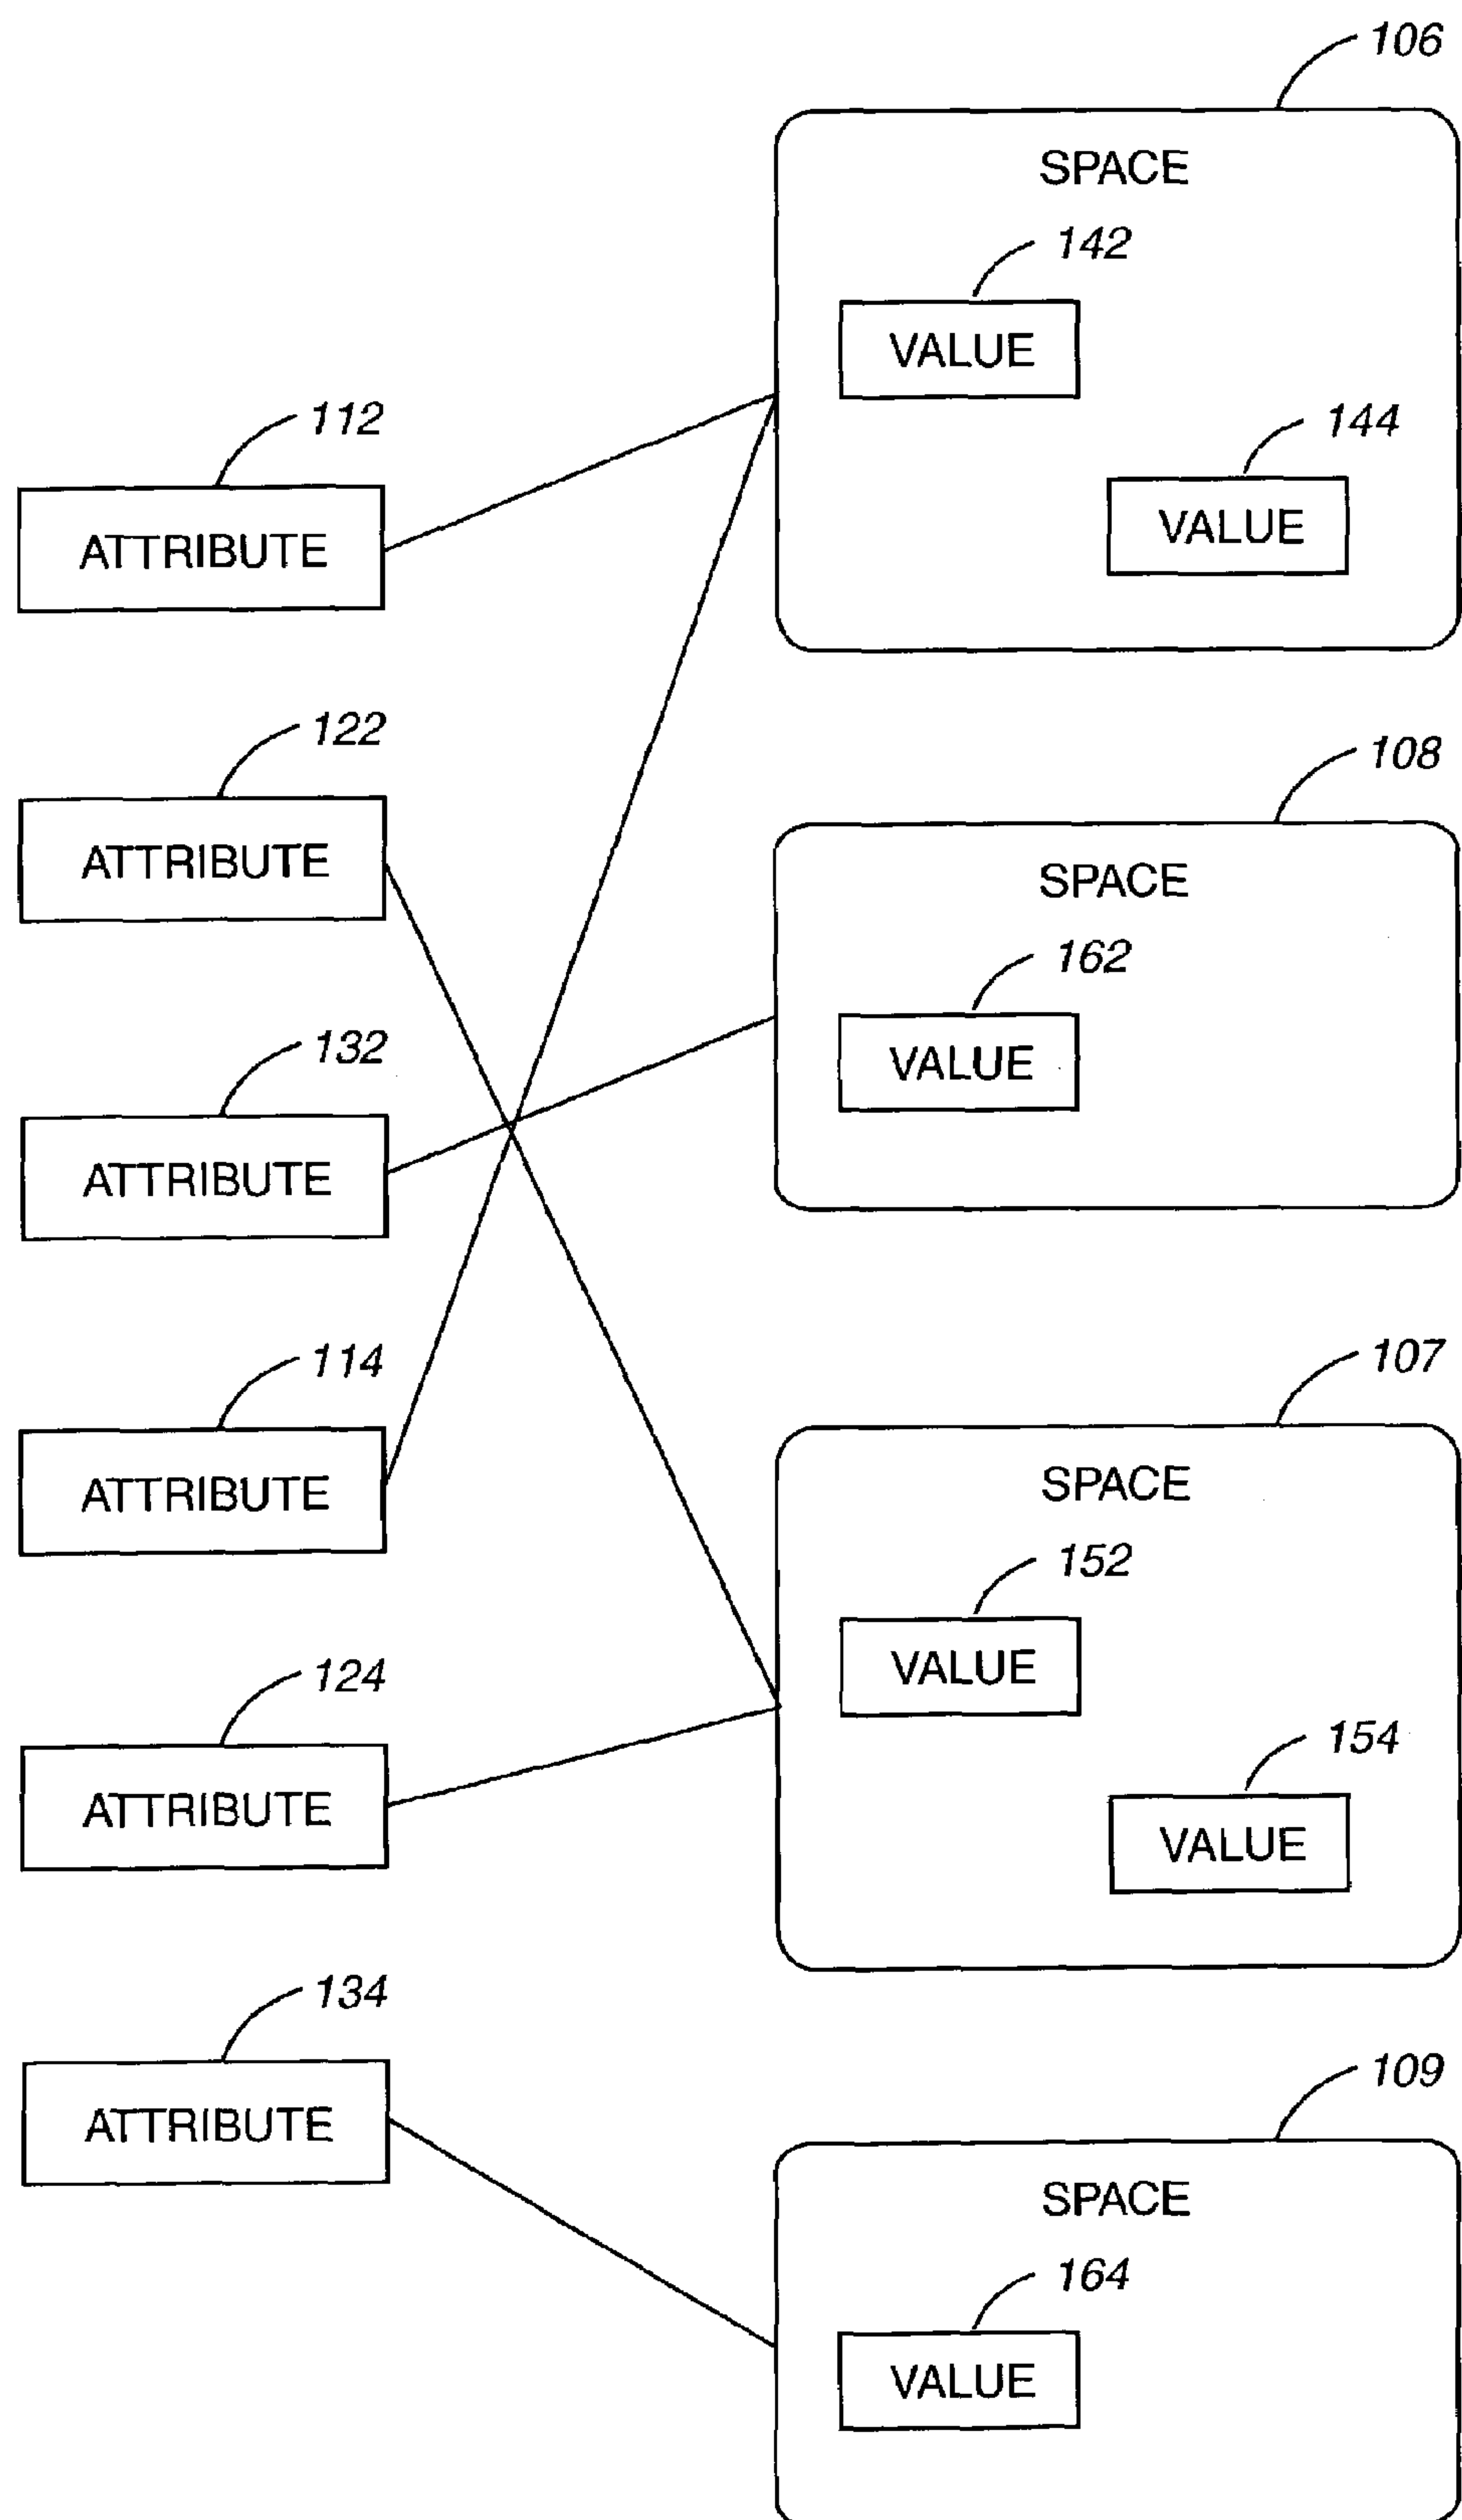 106
SPACE
142
VALUE
144
VALUE
112
ATTRIBUTE
122
ATTRIBUTE
108
SPACE
162
VALUE
132
ATTRIBUTE
114
ATTRIBUTE
107
SPACE
152
VALUE
154
VALUE
124
ATTRIBUTE
134
ATTRIBUTE
109
SPACE
164
VALUE